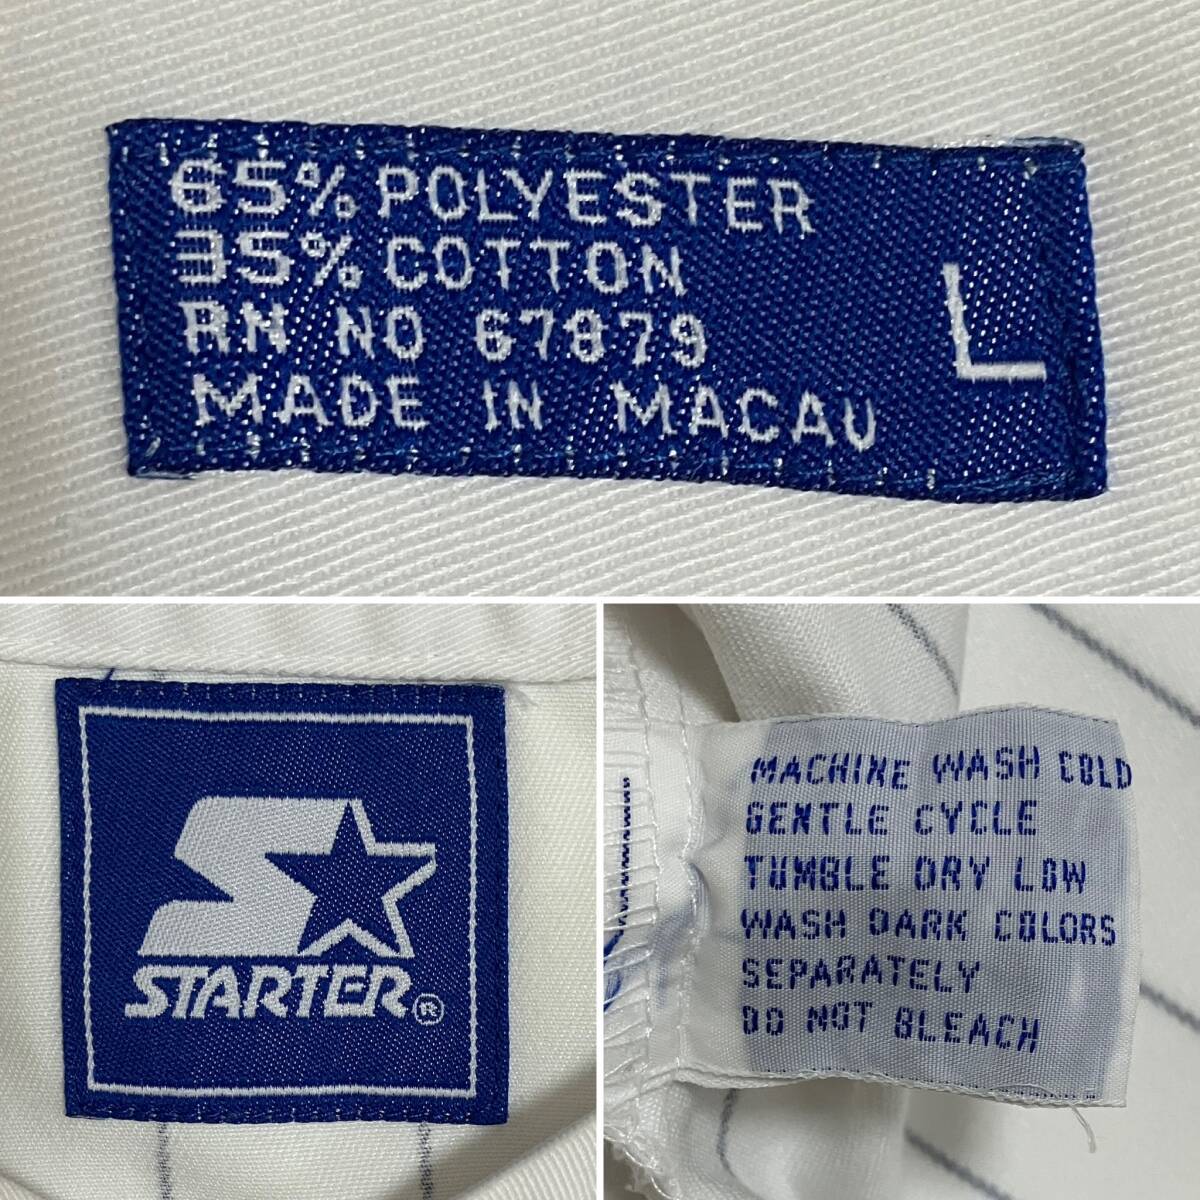 65% POLYESTER
35% COTTON
RN NO 67879
MADE IN MACAU
L
STARTER®
MACHINE WASH COLD
GENTLE CYCLE
TUMBLE DRY LOW
WASH DARK COLORS
SEPARATELY
DO NOT BLEACH